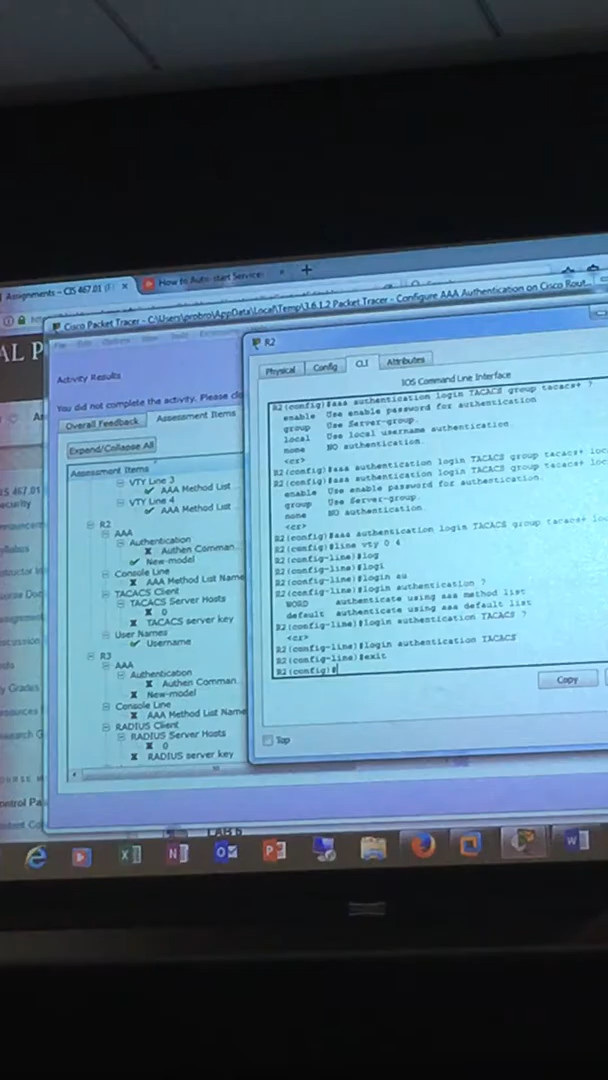 Assignments – CIS 467.01 (F
How to Auto-start Service
Cisco Packet Tracer - C:\Users\probro\AppData\Local\Temp\3.6.1.2 Packet Tracer - Configure AAA Authentication on Cisco Rout...
AL P
Activity Results
You did not complete the activity. Please cl
Overall Feedback
Assessment Items
Expand/Collapse All
Assessment Items
VTY Line 3
AAA Method List
VTY Line 4
AAA Method List
R2
AAA
Authentication
Authen Comman
New-model
Console Line
AAA Method List Name
TACACS Client
TACACS Server Hosts
0
TACACS server key
User Names
Username
R3
AAA
Authentication
Authen Comman
New-model
Console Line
AAA Method List Name
RADIUS Client
RADIUS Server Hosts
0
RADIUS server key
R2
Physical
Config
CLI
Attributes
IOS Command Line Interface
R2(config)#aaa authentication login TACACS group tacacs+ ?
enable Use enable password for authentication
group Use Server-group.
local Use local username authentication.
none NO authentication.
<cr>
R2(config)#aaa authentication login TACACS group tacacs+ loc
R2(config)#aaa authentication login TACACS group tacacs+ loc
enable Use enable password for authentication
group Use Server-group.
none NO authentication.
<cr>
R2(config)#aaa authentication login TACACS group tacacs+ loc
R2(config)#line vty 0 4
R2(config-line)#log
R2(config-line)#logi
R2(config-line)#login au
R2(config-line)#login authentication ?
WORD authenticate using aaa method list
default authenticate using aaa default list
R2(config-line)#login authentication TACACS ?
<cr>
R2(config-line)#login authentication TACACS
R2(config-line)#exit
R2(config)#
Copy
Top
LAB 6